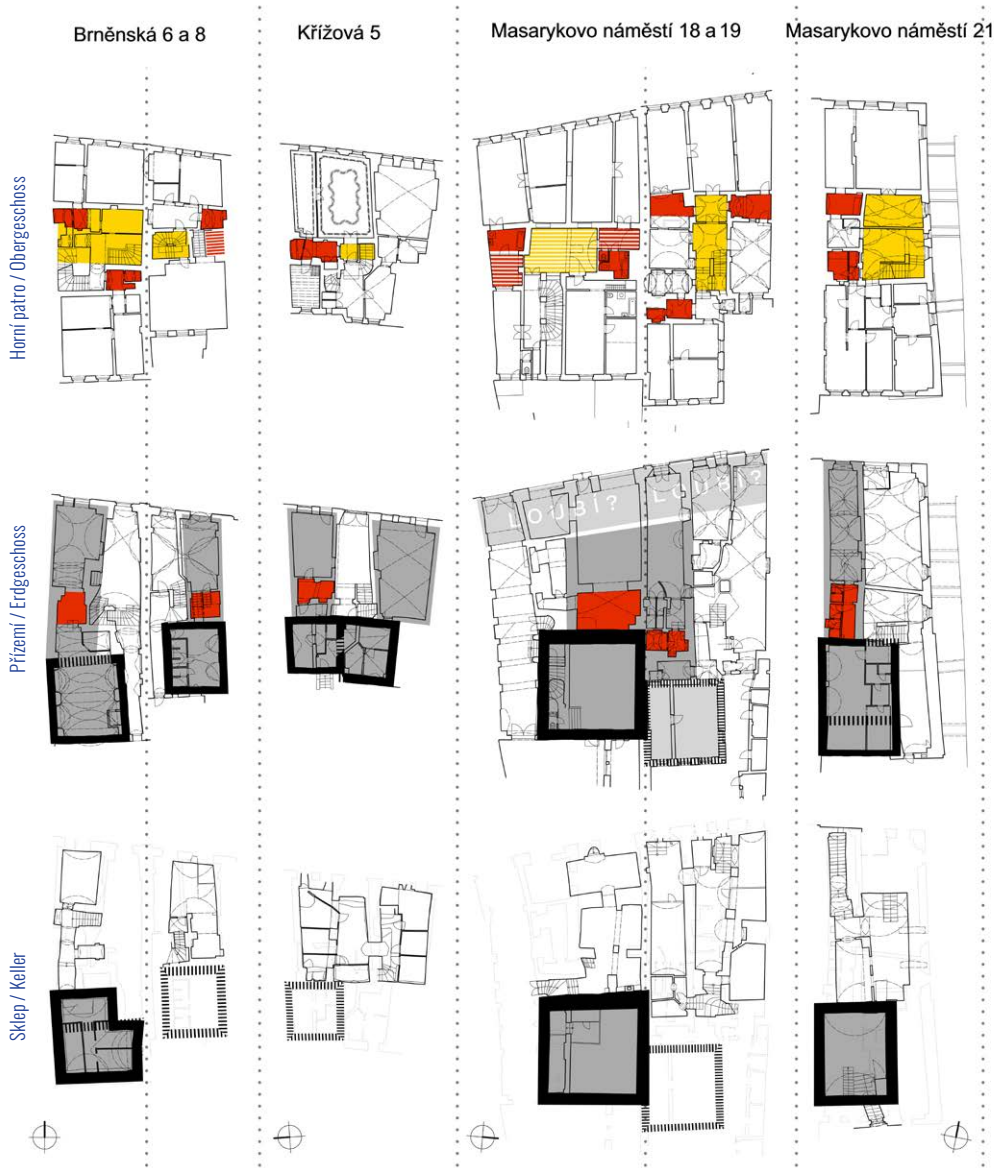 Brněnská 6 a 8
Křížová 5
Masarykovo náměstí 18 a 19
Masarykovo náměstí 21
Horní patro / Obergeschoss
Přízemí / Erdgeschoss
LOUBÍ? LOUBÍ?
Sklep / Keller